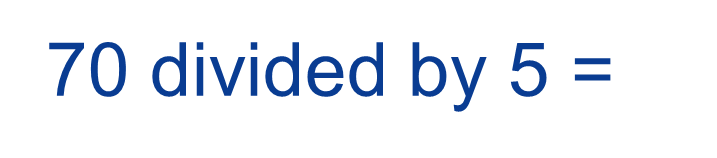 70 divided by 5 =